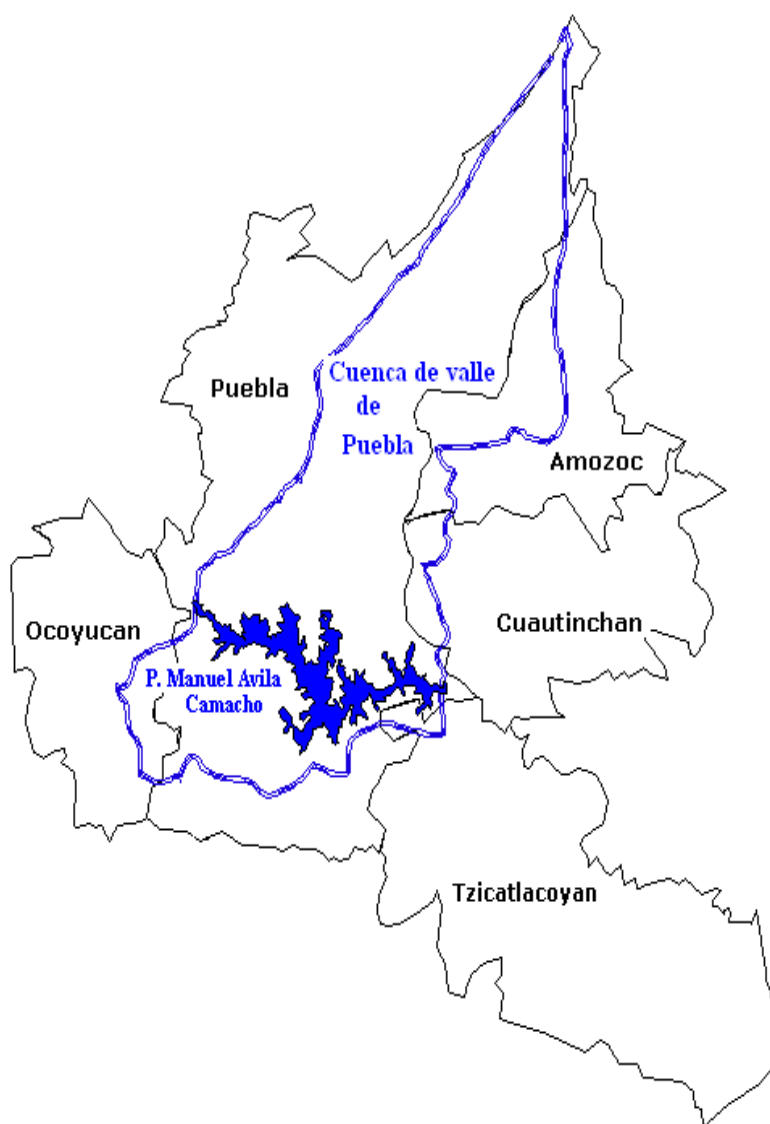 Cuenca de valle
de
Puebla
Puebla
Amozoc
Ocoyucan
Cuautinchan
P. Manuel Avila
Camacho
Tzicatlacoyan